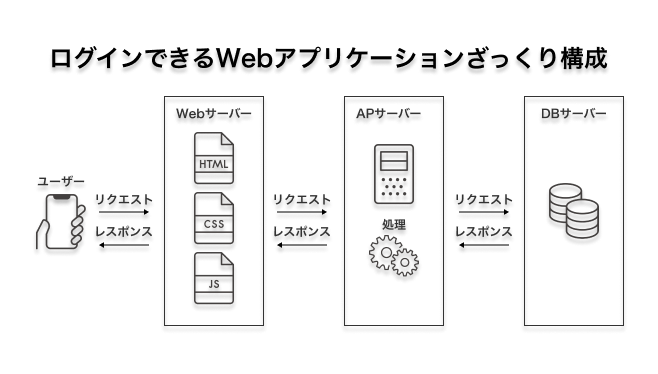 ログインできるWebアプリケーションざっくり構成
Webサーバー
APサーバー
DBサーバー
HTML
ユーザー
リクエスト
リクエスト
リクエスト
CSS
レスポンス
処理
レスポンス
レスポンス
JS